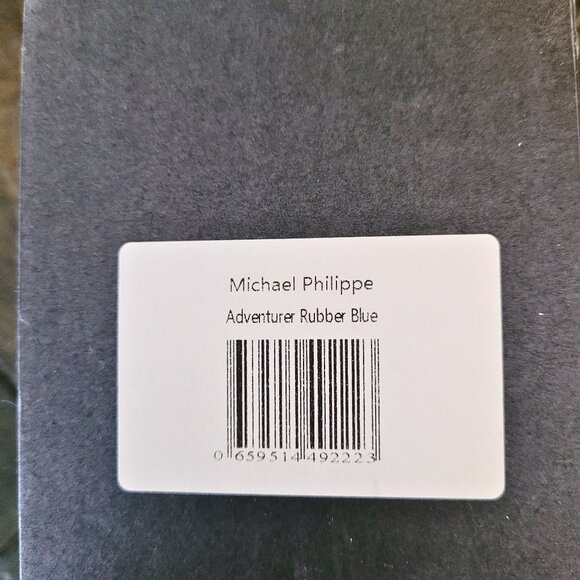 Michael Philippe
Adventurer Rubber Blue
0 659514 492223